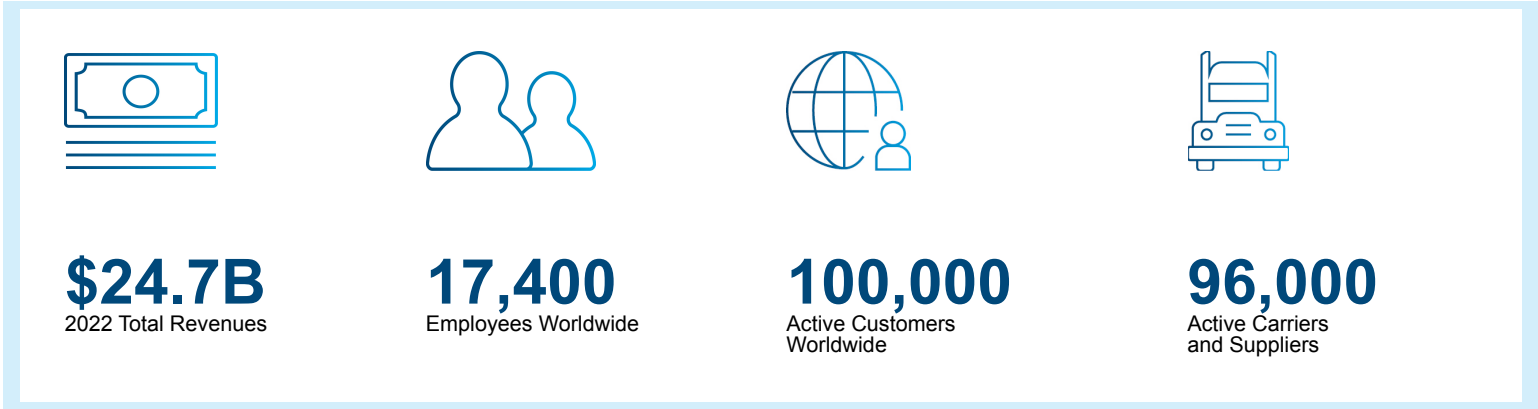 $24.7B
2022 Total Revenues
17,400
Employees Worldwide
100,000
Active Customers
Worldwide
96,000
Active Carriers
and Suppliers